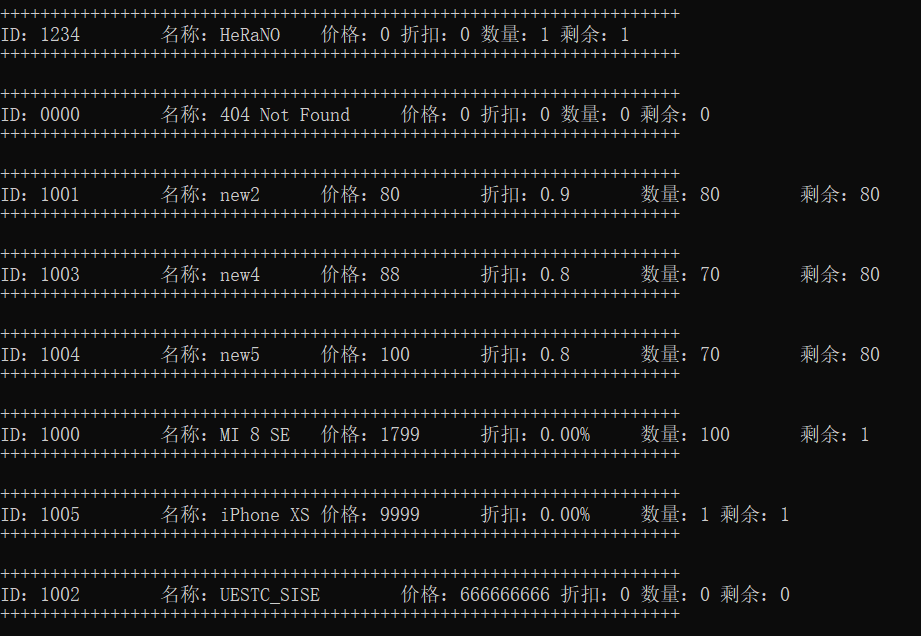 ++++++++++++++++++++++++++++++++++++++++++++++++++++++++++++++++++++
ID：1234 名称：HeRaNO 价格：0 折扣：0 数量：1 剩余：1
++++++++++++++++++++++++++++++++++++++++++++++++++++++++++++++++++++
++++++++++++++++++++++++++++++++++++++++++++++++++++++++++++++++++++
ID：0000 名称：404 Not Found 价格：0 折扣：0 数量：0 剩余：0
++++++++++++++++++++++++++++++++++++++++++++++++++++++++++++++++++++
++++++++++++++++++++++++++++++++++++++++++++++++++++++++++++++++++++
ID：1001 名称：new2 价格：80 折扣：0.9 数量：80 剩余：80
++++++++++++++++++++++++++++++++++++++++++++++++++++++++++++++++++++
++++++++++++++++++++++++++++++++++++++++++++++++++++++++++++++++++++
ID：1003 名称：new4 价格：88 折扣：0.8 数量：70 剩余：80
++++++++++++++++++++++++++++++++++++++++++++++++++++++++++++++++++++
++++++++++++++++++++++++++++++++++++++++++++++++++++++++++++++++++++
ID：1004 名称：new5 价格：100 折扣：0.8 数量：70 剩余：80
++++++++++++++++++++++++++++++++++++++++++++++++++++++++++++++++++++
++++++++++++++++++++++++++++++++++++++++++++++++++++++++++++++++++++
ID：1000 名称：MI 8 SE 价格：1799 折扣：0.00% 数量：100 剩余：1
++++++++++++++++++++++++++++++++++++++++++++++++++++++++++++++++++++
++++++++++++++++++++++++++++++++++++++++++++++++++++++++++++++++++++
ID：1005 名称：iPhone XS 价格：9999 折扣：0.00% 数量：1 剩余：1
++++++++++++++++++++++++++++++++++++++++++++++++++++++++++++++++++++
++++++++++++++++++++++++++++++++++++++++++++++++++++++++++++++++++++
ID：1002 名称：UESTC_SISE 价格：666666666 折扣：0 数量：0 剩余：0
++++++++++++++++++++++++++++++++++++++++++++++++++++++++++++++++++++